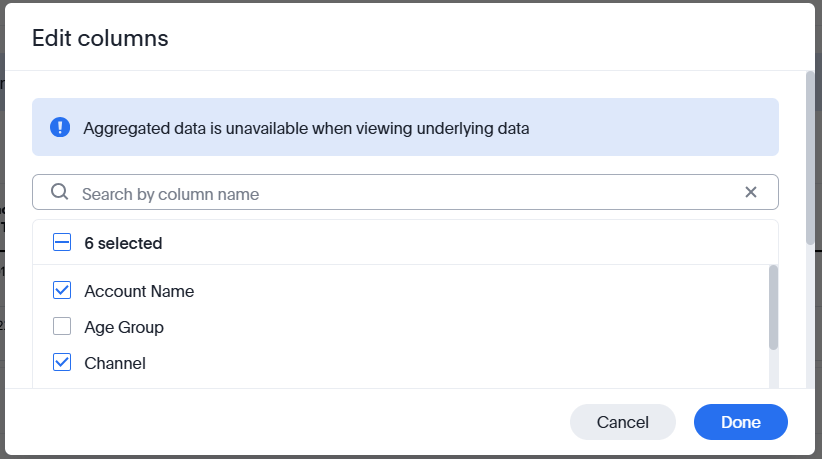 Edit columns
Aggregated data is unavailable when viewing underlying data
Search by column name
6 selected
Account Name
Age Group
Channel
Cancel
Done